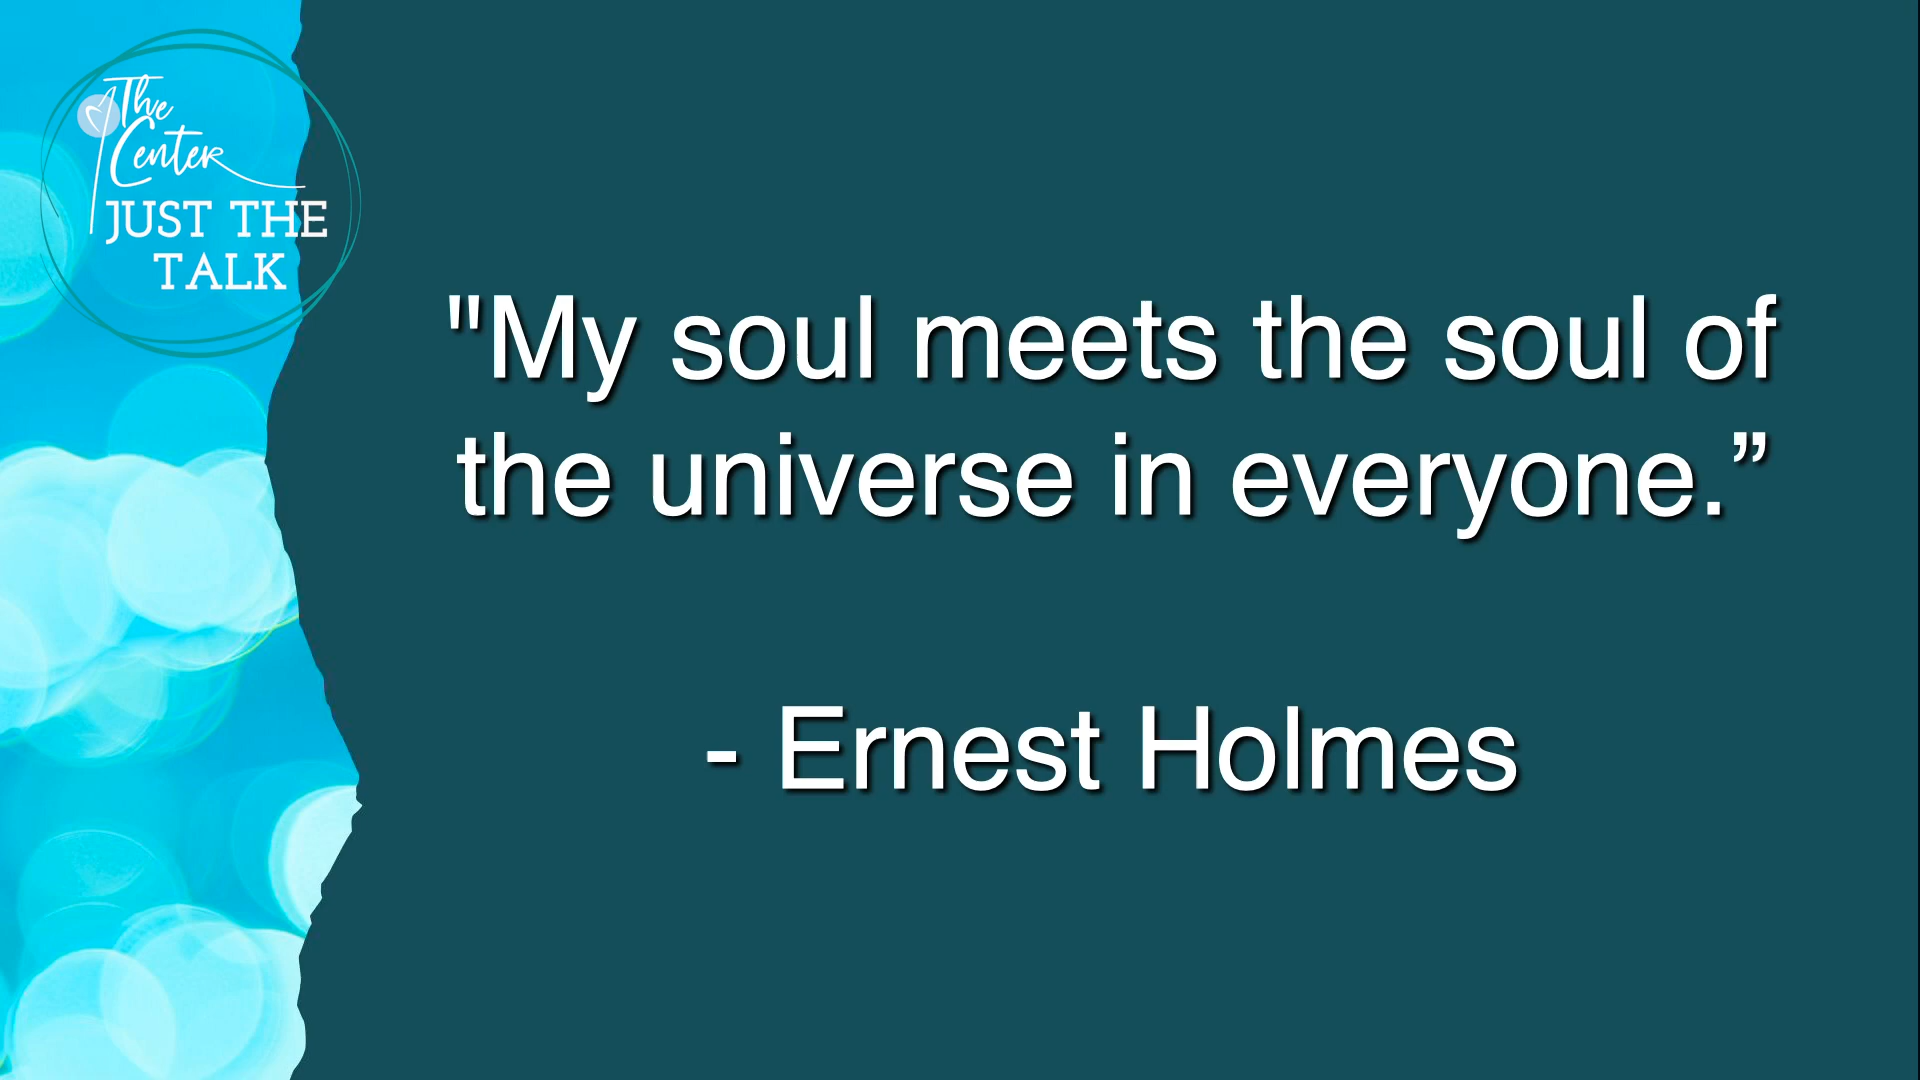 The
Center
JUST THE
TALK
"My soul meets the soul of
the universe in everyone.”
- Ernest Holmes